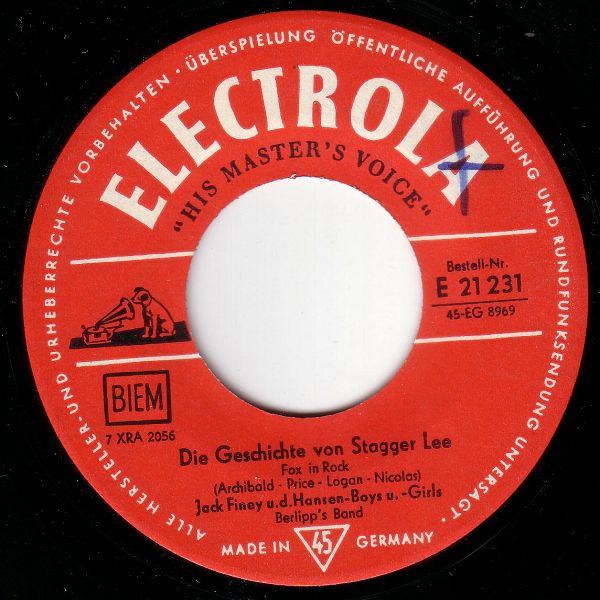 ALLE HERSTELLER- UND URHEBERRECHTE VORBEHALTEN · ÜBERSPIELUNG ÖFFENTLICHE AUFFÜHRUNG UND RUNDFUNKSENDUNG UNTERSAGT ·
ELECTROLA
"HIS MASTER'S VOICE"
Bestell-Nr.
E 21 231
45-EG 8969
BIEM
7 XRA 2056
Die Geschichte von Stagger Lee
Fox in Rock
(Archibald - Price - Logan - Nicolas)
Jack Finey u.d. Hansen-Boys u.-Girls
Berlipp's Band
MADE IN 45 GERMANY